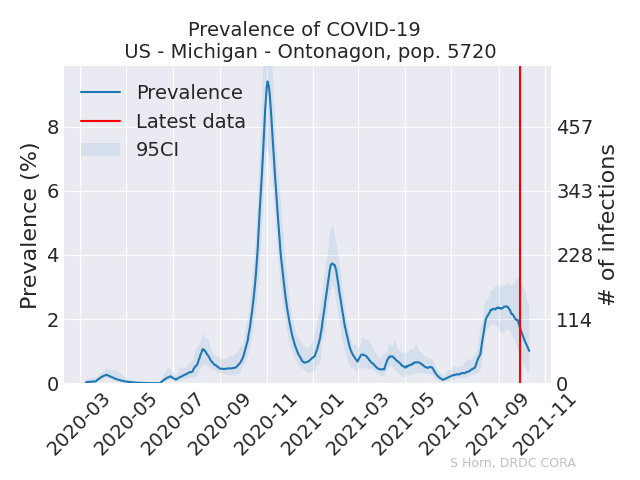 Prevalence of COVID-19
US - Michigan - Ontonagon, pop. 5720
Prevalence
Latest data
95CI
Prevalence (%)
8
6
4
2
0
457
343
228
114
0
# of infections
2020-03
2020-05
2020-07
2020-09
2020-11
2021-01
2021-03
2021-05
2021-07
2021-09
2021-11
S Horn, DRDC CORA